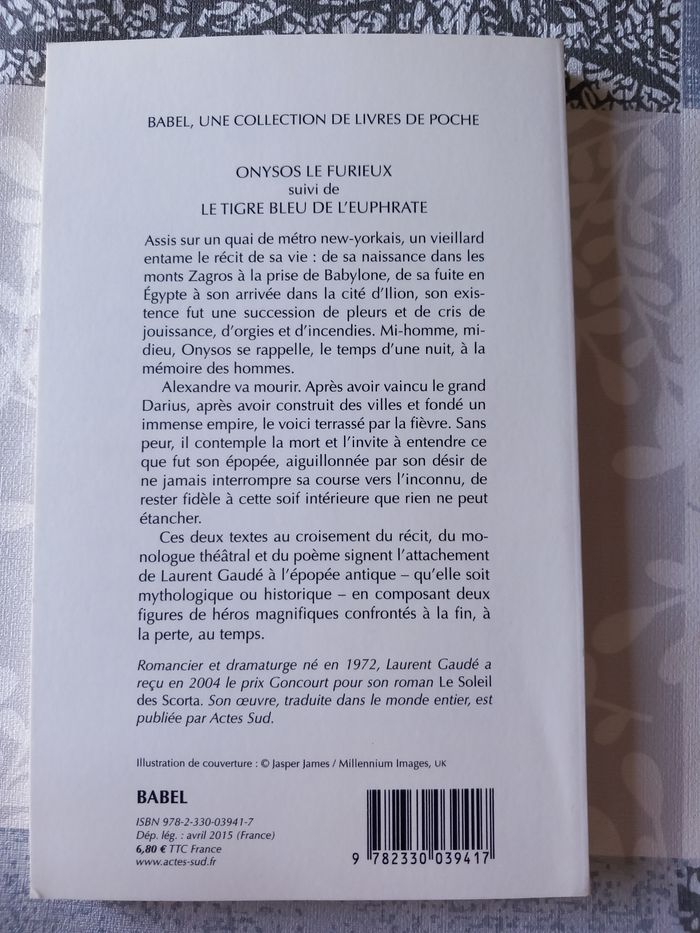 BABEL, UNE COLLECTION DE LIVRES DE POCHE
ONYSOS LE FURIEUX
suivi de
LE TIGRE BLEU DE L'EUPHRATE
Assis sur un quai de métro new-yorkais, un vieillard
entame le récit de sa vie : de sa naissance dans les
monts Zagros à la prise de Babylone, de sa fuite en
Égypte à son arrivée dans la cité d'Ilion, son exis-
tence fut une succession de pleurs et de cris de
jouissance, d'orgies et d'incendies. Mi-homme, mi-
dieu, Onysos se rappelle, le temps d'une nuit, à la
mémoire des hommes.
Alexandre va mourir. Après avoir vaincu le grand
Darius, après avoir construit des villes et fondé un
immense empire, le voici terrassé par la fièvre. Sans
peur, il contemple la mort et l'invite à entendre ce
que fut son épopée, aiguillonnée par son désir de
ne jamais interrompre sa course vers l'inconnu, de
rester fidèle à cette soif intérieure que rien ne peut
étancher.
Ces deux textes au croisement du récit, du mo-
nologue théâtral et du poème signent l'attachement
de Laurent Gaudé à l'épopée antique – qu'elle soit
mythologique ou historique – en composant deux
figures de héros magnifiques confrontés à la fin, à
la perte, au temps.
Romancier et dramaturge né en 1972, Laurent Gaudé a
reçu en 2004 le prix Goncourt pour son roman Le Soleil
des Scorta. Son œuvre, traduite dans le monde entier, est
publiée par Actes Sud.
Illustration de couverture : © Jasper James / Millennium Images, UK
BABEL
ISBN 978-2-330-03941-7
Dép. lég. : avril 2015 (France)
6,80 € TTC France
www.actes-sud.fr
9 782330 039417